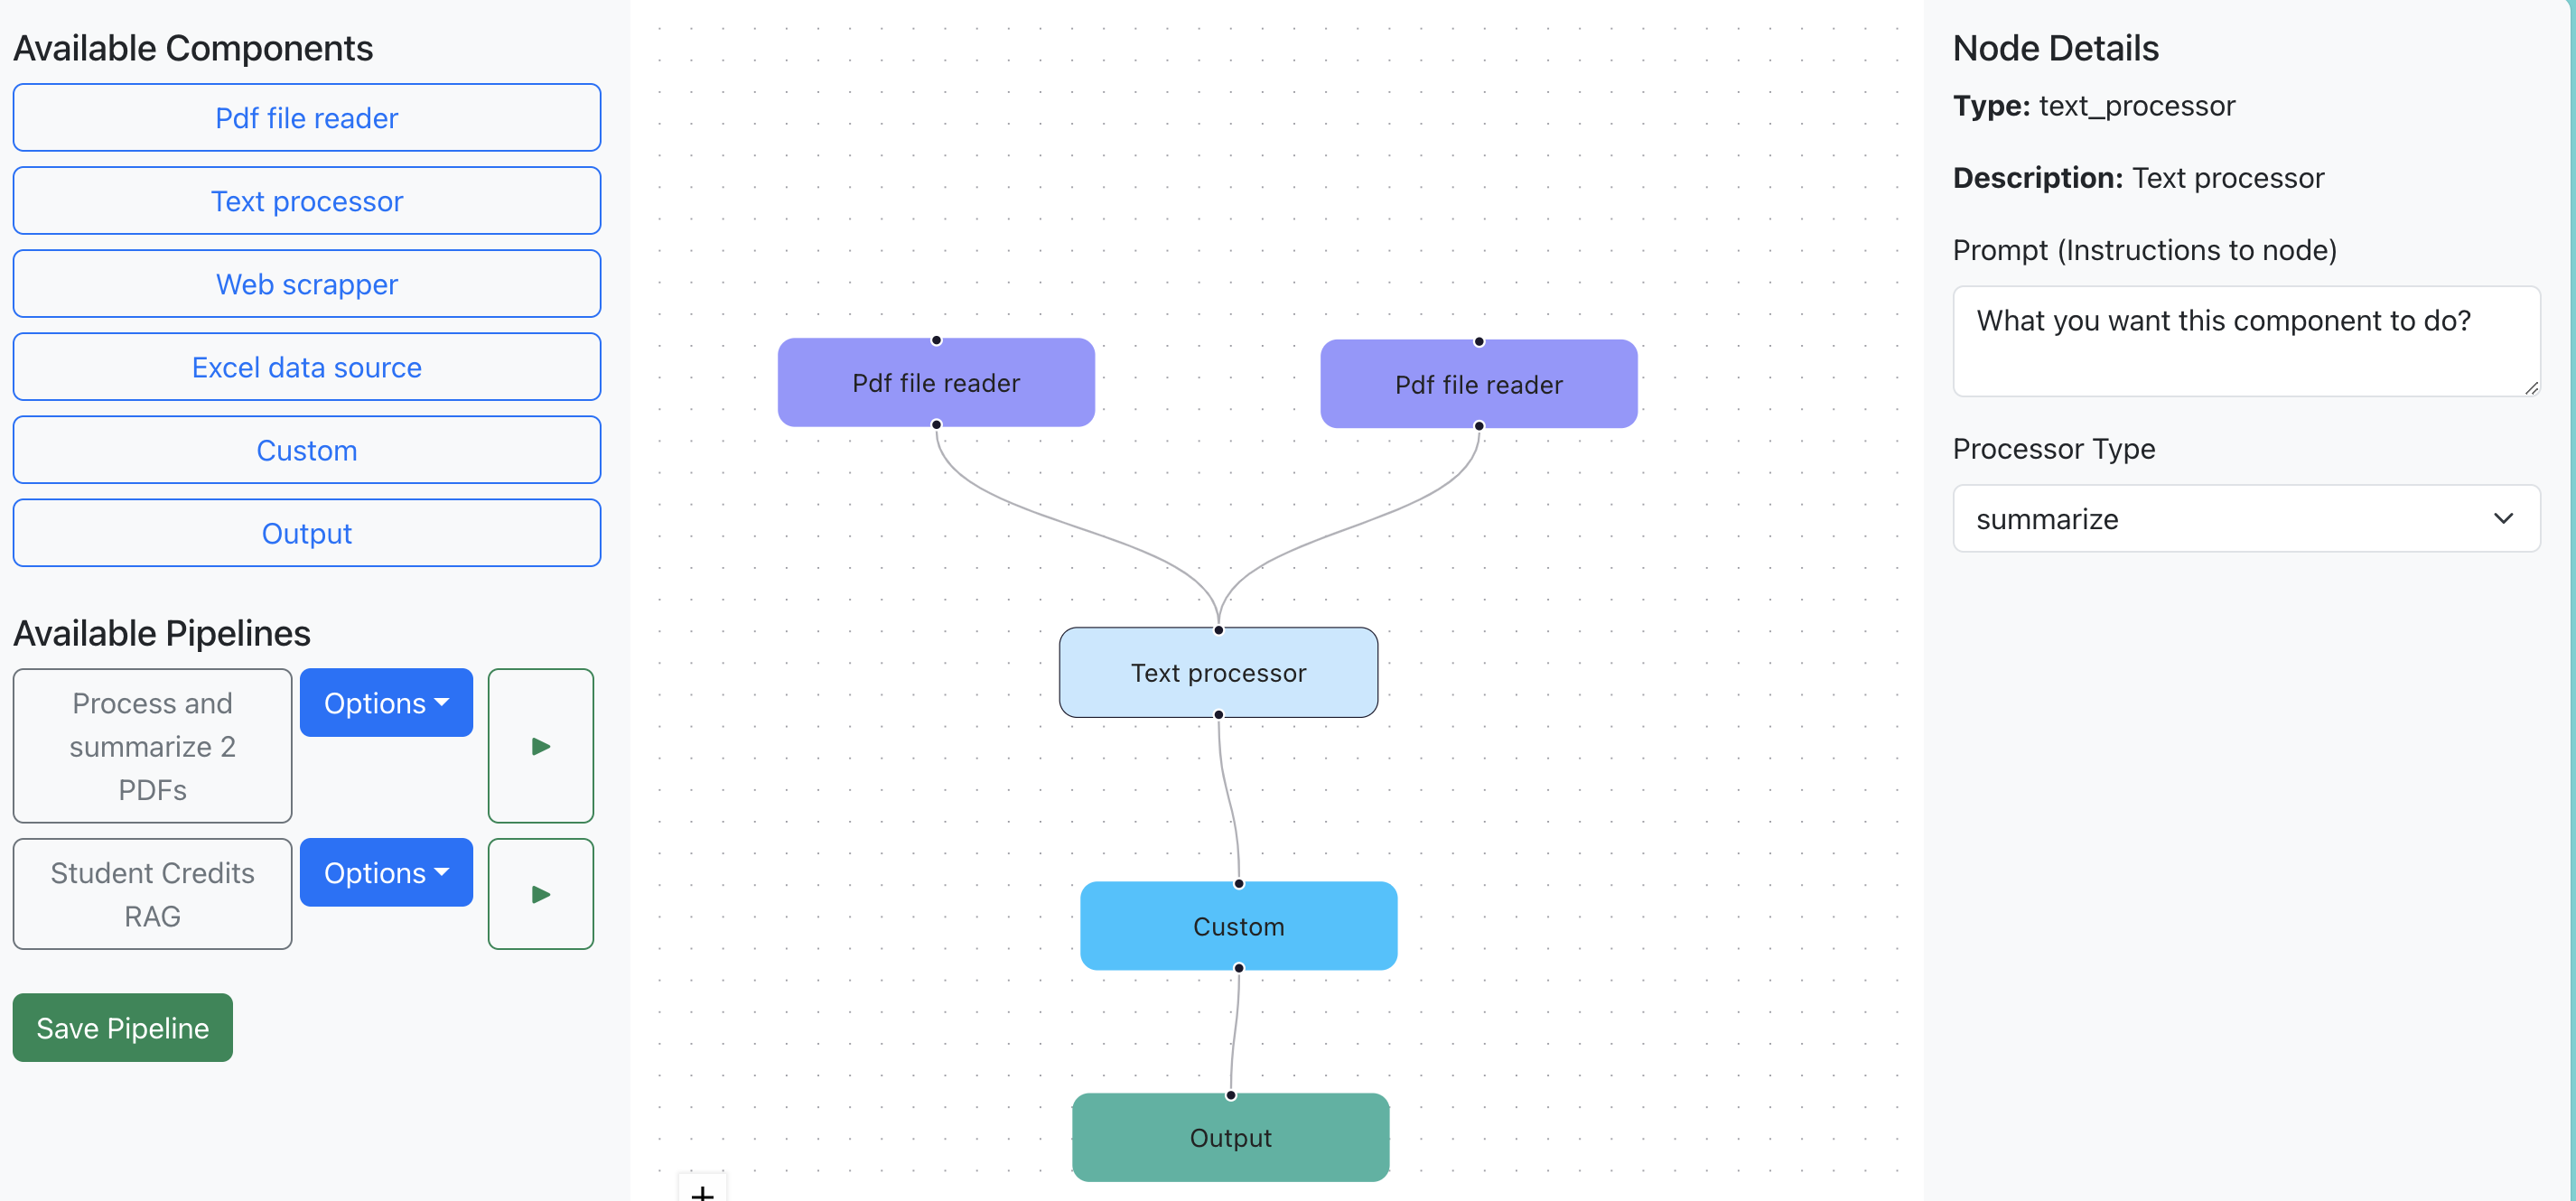 Available Components
Pdf file reader
Text processor
Web scrapper
Excel data source
Custom
Output
Available Pipelines
Process and
summarize 2
PDFs
Options
Student Credits
RAG
Options
Save Pipeline
Pdf file reader
Pdf file reader
Text processor
Custom
Output
Node Details
Type: text_processor
Description: Text processor
Prompt (Instructions to node)
What you want this component to do?
Processor Type
summarize